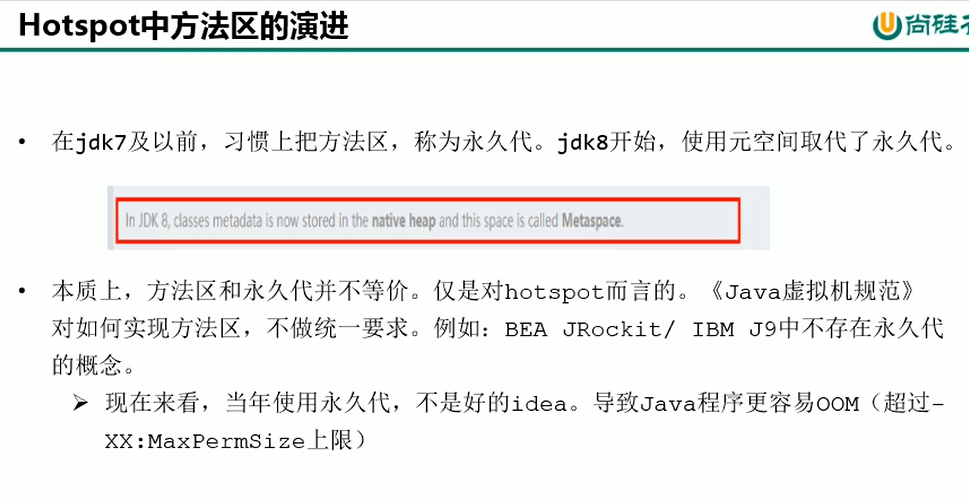 Hotspot中方法区的演进
尚硅
• 在jdk7及以前，习惯上把方法区，称为永久代。jdk8开始，使用元空间取代了永久代。
In JDK 8, classes metadata is now stored in the native heap and this space is called Metaspace.
• 本质上，方法区和永久代并不等价。仅是对hotspot而言的。《Java虚拟机规范》
对如何实现方法区，不做统一要求。例如：BEA JRockit/ IBM J9中不存在永久代
的概念。
➢ 现在来看，当年使用永久代，不是好的idea。导致Java程序更容易OOM（超过-
XX:MaxPermSize上限）